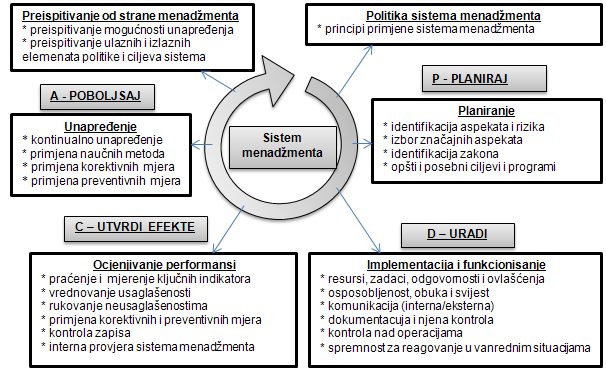 Preispitivanje od strane menadžmenta
* preispitivanje mogućnosti unapređenja
* preispitivanje ulaznih i izlaznih
elemenata politike i ciljeva sistema
Politika sistema menadžmenta
* principi primjene sistema menadžmenta
A - POBOLJSAJ
P - PLANIRAJ
Unapređenje
* kontinualno unapređenje
* primjena naučnih metoda
* primjena korektivnih mjera
* primjena preventivnih mjera
Sistem
menadžmenta
Planiranje
* identifikacija aspekata i rizika
* izbor značajnih aspekata
* identifikacija zakona
* opšti i posebni ciljevi i programi
C – UTVRDI EFEKTE
D – URADI
Ocjenjivanje performansi
* praćenje i mjerenje ključnih indikatora
* vrednovanje usaglašenosti
* rukovanje neusaglašenostima
* primjena korektivnih i preventivnih mjera
* kontrola zapisa
* interna provjera sistema menadžmenta
Implementacija i funkcionisanje
* resursi, zadaci, odgovornosti i ovlašćenja
* osposobljenost, obuka i svijest
* komunikacija (interna/eksterna)
* dokumentacuja i njena kontrola
* kontrola nad operacijama
* spremnost za reagovanje u vanrednim situacijama